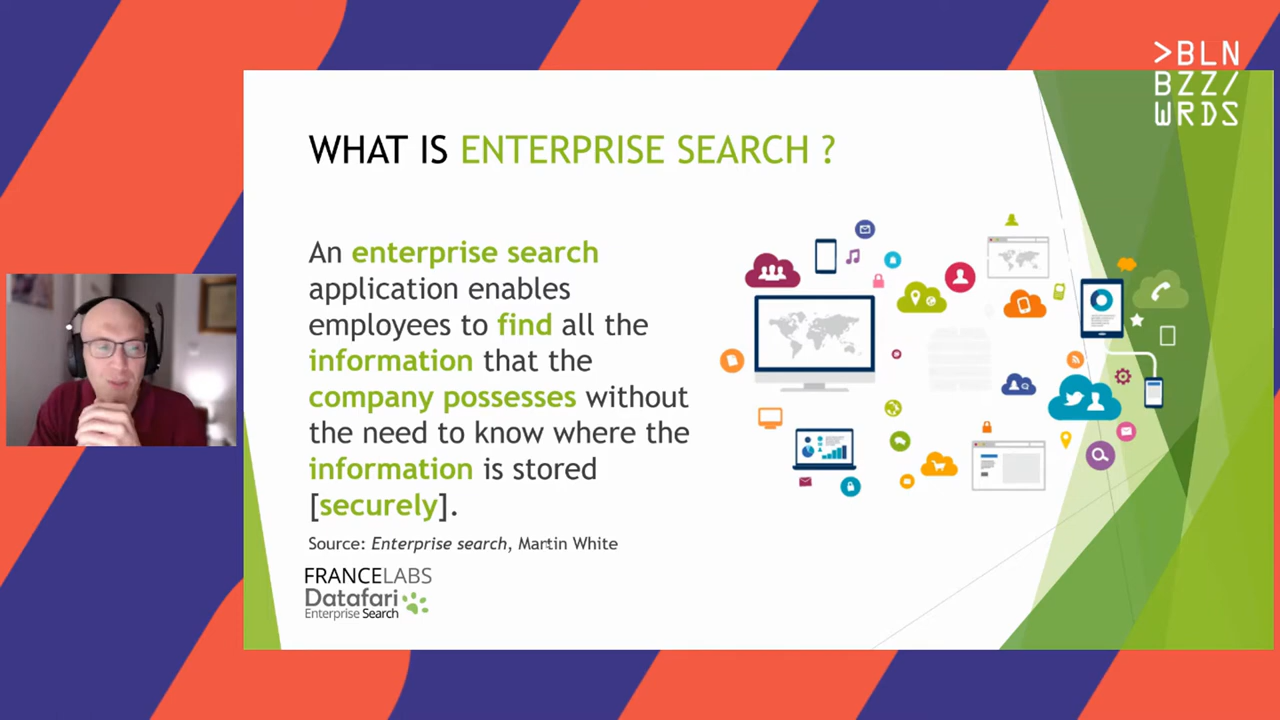 >BLN
BZZ/
WRDS
WHAT IS ENTERPRISE SEARCH ?
An enterprise search
application enables
employees to find all the
information that the
company possesses without
the need to know where the
information is stored
[securely].
Source: Enterprise search, Martin White
FRANCELABS
Datafari
Enterprise Search